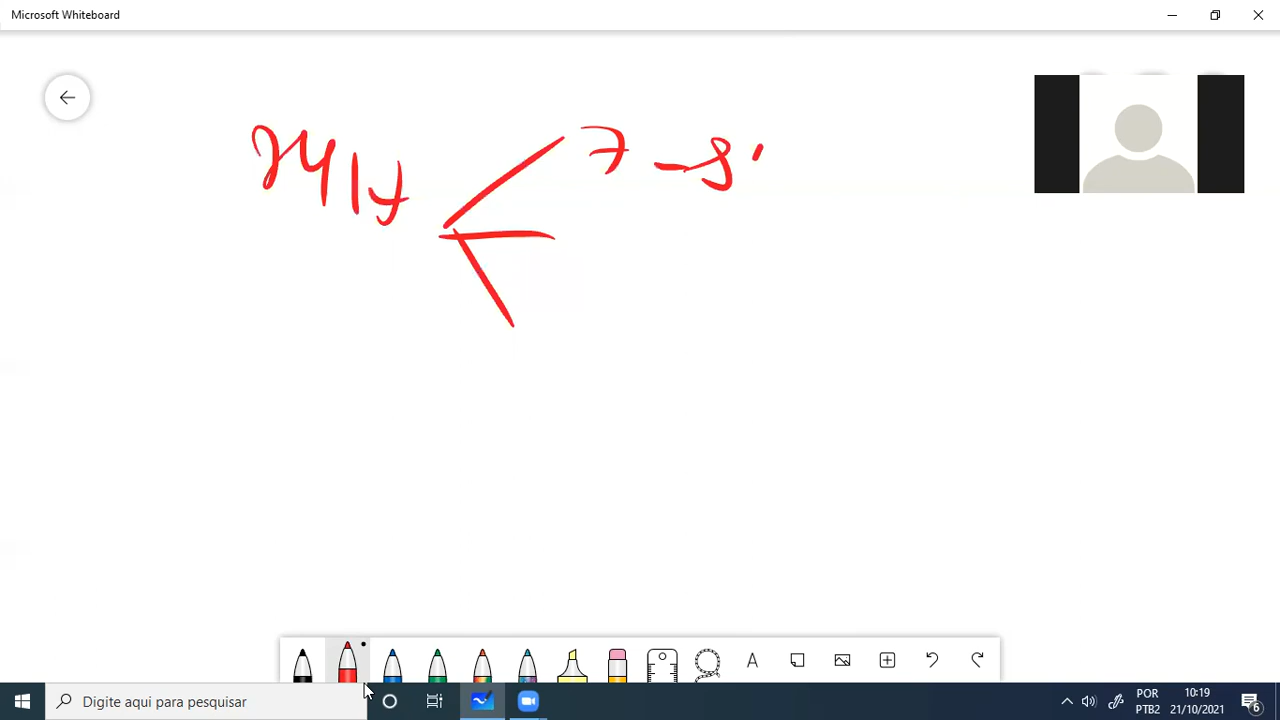 Microsoft Whiteboard
7-8'
A
Digite aqui para pesquisar
POR
PTB2
10:19
21/10/2021
6